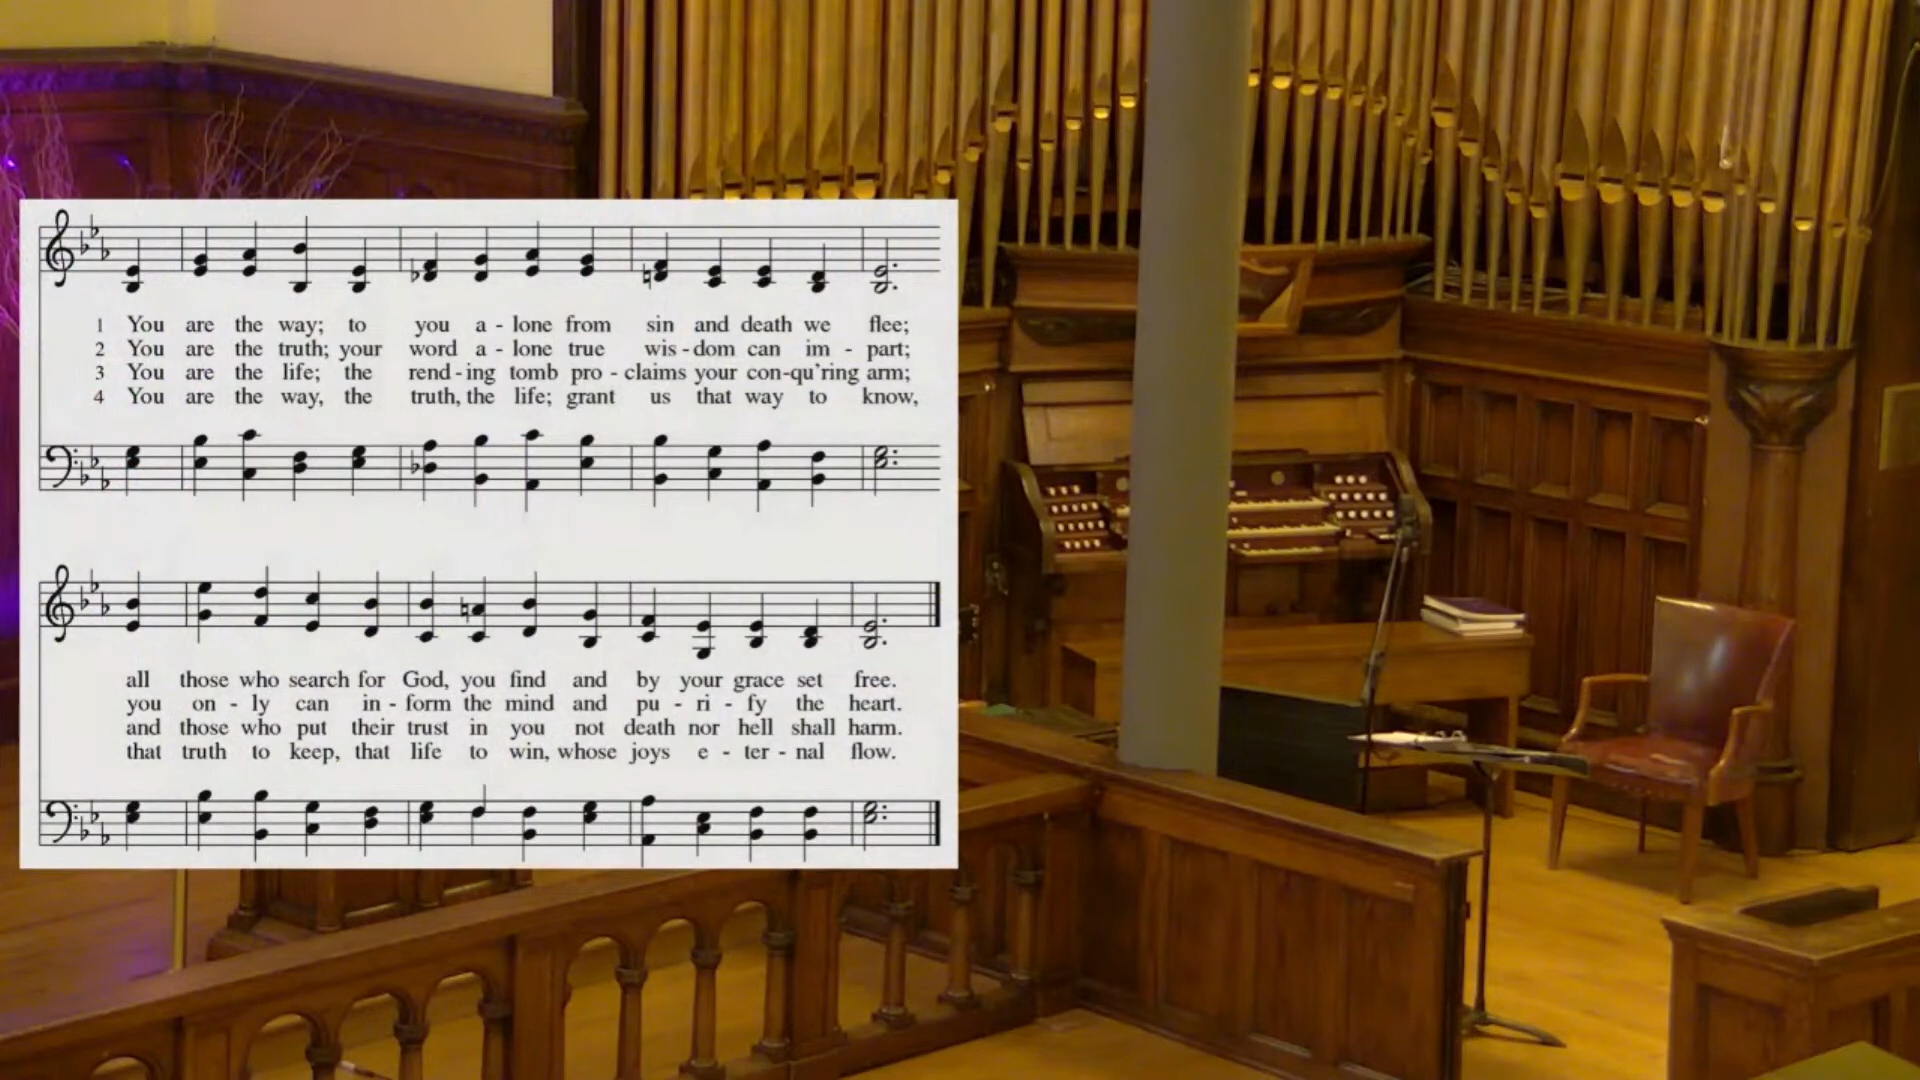 1 You are the way; to you a - lone from sin and death we flee;
2 You are the truth; your word a - lone true wis - dom can im - part;
3 You are the life; the rend - ing tomb pro - claims your con - qu'ring arm;
4 You are the way, the truth, the life; grant us that way to know,
all those who search for God, you find and by your grace set free.
you on - ly can in - form the mind and pu - ri - fy the heart.
and those who put their trust in you not death nor hell shall harm.
that truth to keep, that life to win, whose joys e - ter - nal flow.